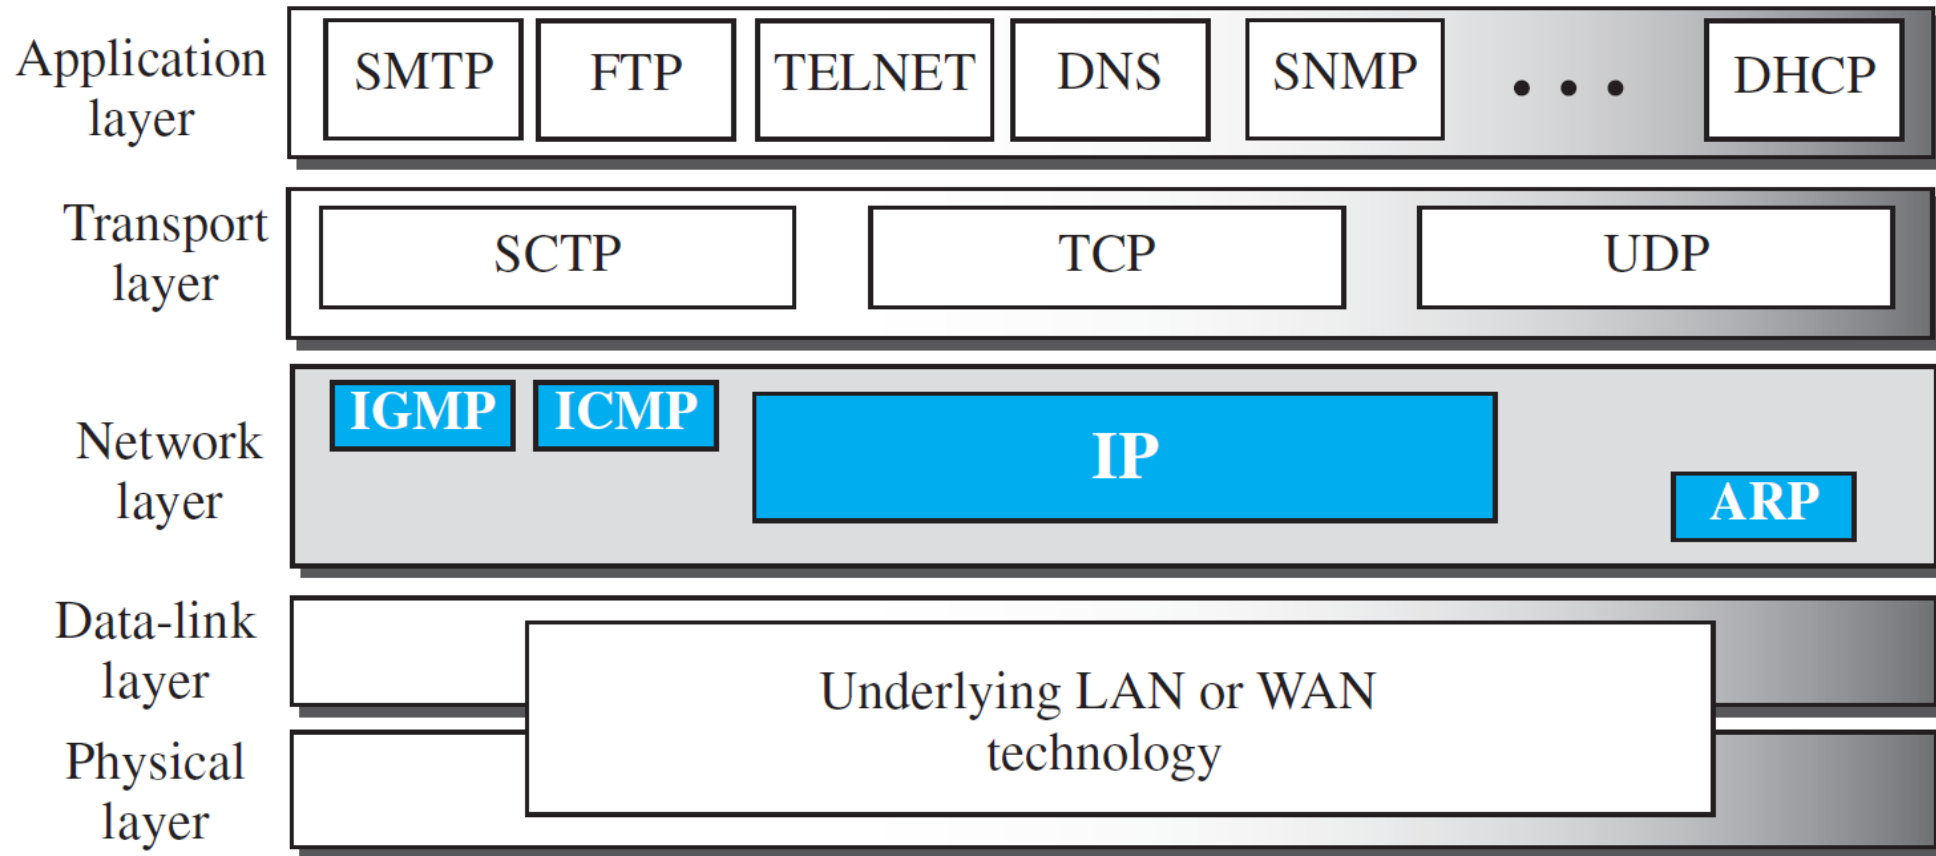 Application
layer
SMTP
FTP
TELNET
DNS
SNMP
• • •
DHCP
Transport
layer
SCTP
TCP
UDP
Network
layer
IGMP
ICMP
IP
ARP
Data-link
layer
Physical
layer
Underlying LAN or WAN
technology